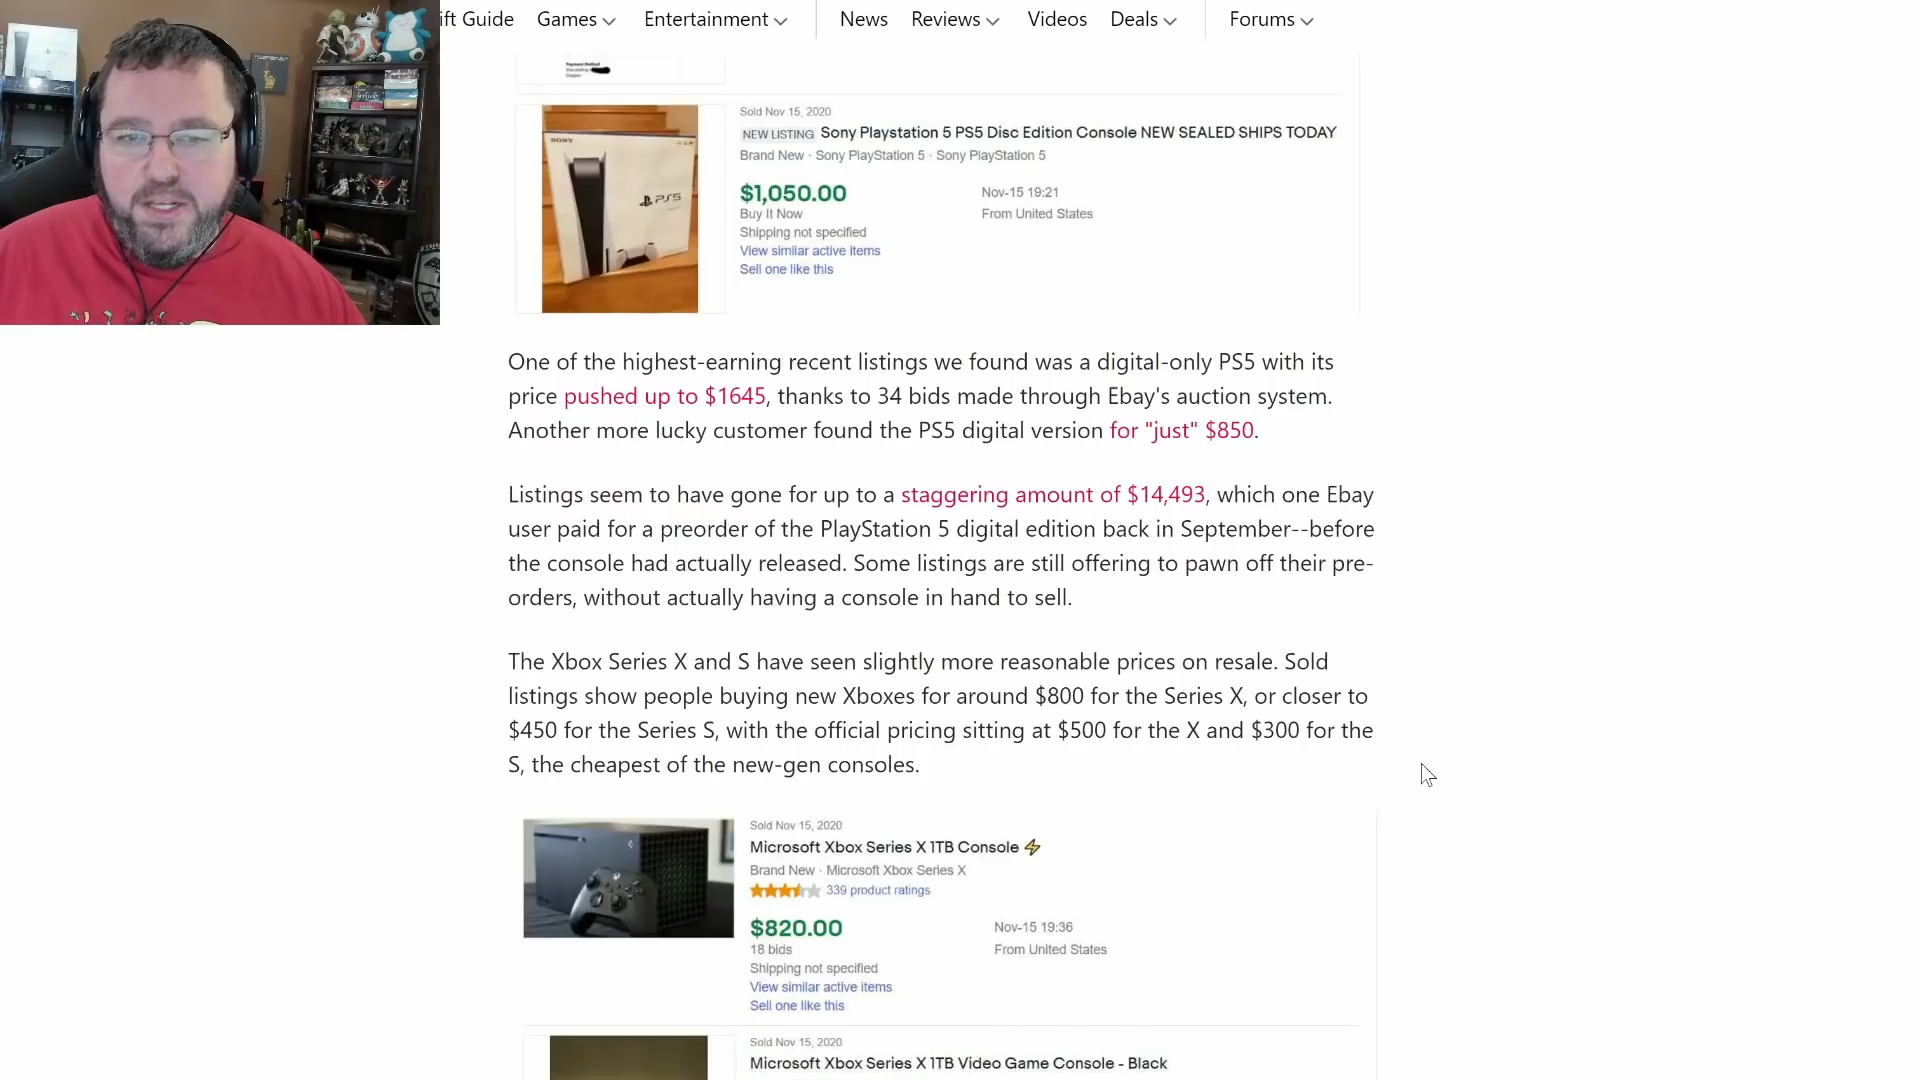 ift Guide Games Entertainment News Reviews Videos Deals Forums
Payment Method
Sold Nov 15, 2020
NEW LISTING Sony Playstation 5 PS5 Disc Edition Console NEW SEALED SHIPS TODAY
Brand New · Sony PlayStation 5 · Sony PlayStation 5
SONY
PS5
$1,050.00 Nov-15 19:21
Buy It Now From United States
Shipping not specified
View similar active items
Sell one like this
One of the highest-earning recent listings we found was a digital-only PS5 with its
price pushed up to $1645, thanks to 34 bids made through Ebay's auction system.
Another more lucky customer found the PS5 digital version for "just" $850.
Listings seem to have gone for up to a staggering amount of $14,493, which one Ebay
user paid for a preorder of the PlayStation 5 digital edition back in September--before
the console had actually released. Some listings are still offering to pawn off their pre-
orders, without actually having a console in hand to sell.
The Xbox Series X and S have seen slightly more reasonable prices on resale. Sold
listings show people buying new Xboxes for around $800 for the Series X, or closer to
$450 for the Series S, with the official pricing sitting at $500 for the X and $300 for the
S, the cheapest of the new-gen consoles.
Sold Nov 15, 2020
Microsoft Xbox Series X 1TB Console ⚡
Brand New · Microsoft Xbox Series X
339 product ratings
$820.00 Nov-15 19:36
18 bids From United States
Shipping not specified
View similar active items
Sell one like this
Sold Nov 15, 2020
Microsoft Xbox Series X 1TB Video Game Console - Black